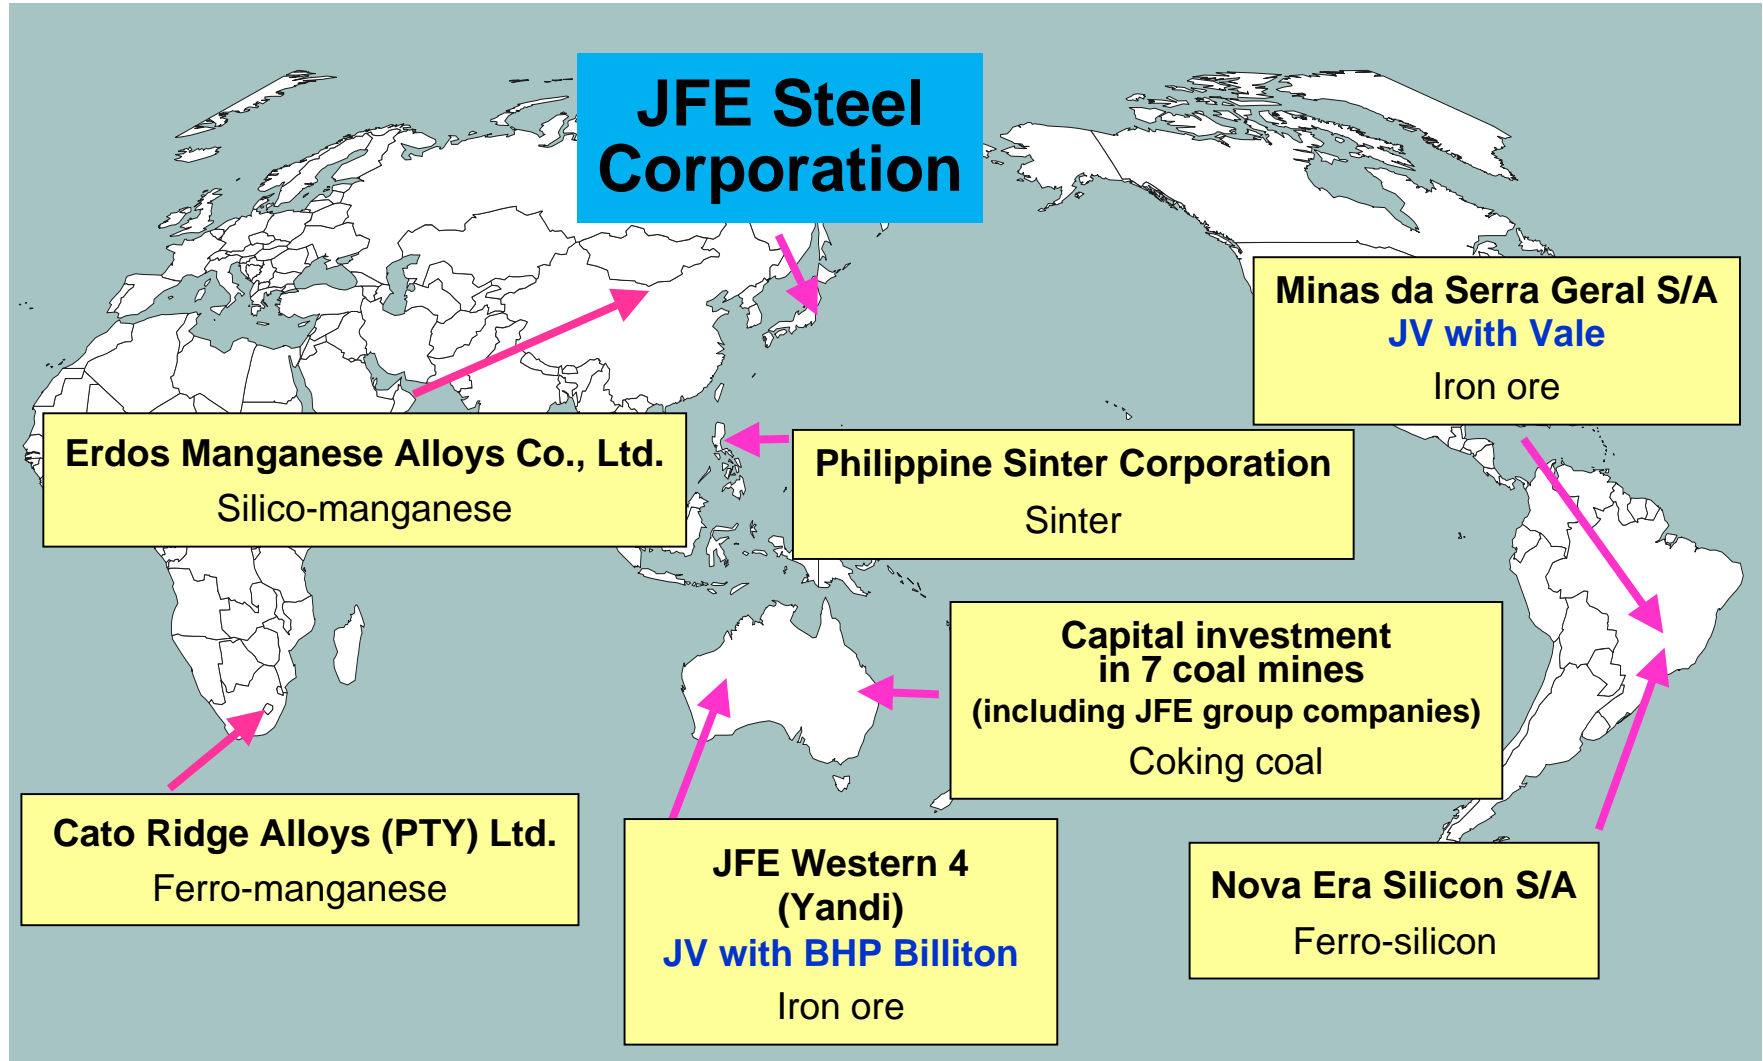 JFE Steel
Corporation
Minas da Serra Geral S/A
JV with Vale
Iron ore
Erdos Manganese Alloys Co., Ltd.
Silico-manganese
Philippine Sinter Corporation
Sinter
Capital investment
in 7 coal mines
(including JFE group companies)
Coking coal
Cato Ridge Alloys (PTY) Ltd.
Ferro-manganese
JFE Western 4
(Yandi)
JV with BHP Billiton
Iron ore
Nova Era Silicon S/A
Ferro-silicon